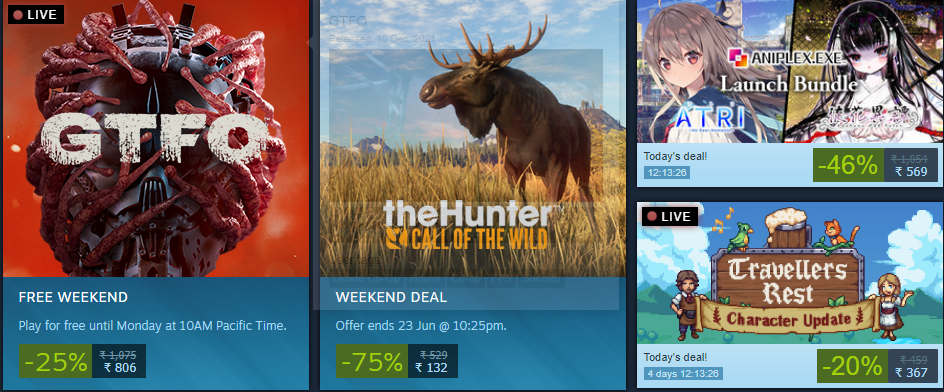 LIVE
GTFO
FREE WEEKEND
Play for free until Monday at 10AM Pacific Time.
-25%
₹ 1,075
₹ 806
GTFO
theHunter
CALL OF THE WILD
WEEKEND DEAL
Offer ends 23 Jun @ 10:25pm.
-75%
₹ 529
₹ 132
ANIPLEX.EXE
Launch Bundle
ATRI
Today's deal!
12:13:26
-46%
₹ 1,054
₹ 569
LIVE
Travellers
Rest
Character Update
Today's deal!
4 days 12:13:26
-20%
₹ 459
₹ 367